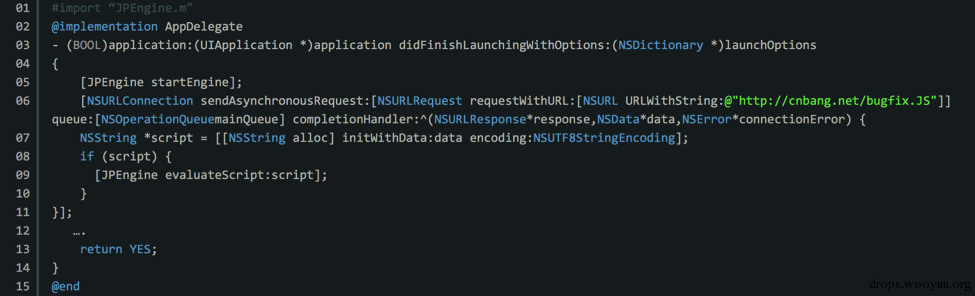 01 #import “JPEngine.m"
02 @implementation AppDelegate
03 - (BOOL)application:(UIApplication *)application didFinishLaunchingWithOptions:(NSDictionary *)launchOptions
04 {
05 [JPEngine startEngine];
06 [NSURLConnection sendAsynchronousRequest:[NSURLRequest requestWithURL:[NSURL URLWithString:@"http://cnbang.net/bugfix.JS"]]
queue:[NSOperationQueuemainQueue] completionHandler:^(NSURLResponse*response,NSData*data,NSError*connectionError) {
07 NSString *script = [[NSString alloc] initWithData:data encoding:NSUTF8StringEncoding];
08 if (script) {
09 [JPEngine evaluateScript:script];
10 }
11 }];
12 ….
13 return YES;
14 }
15 @end
drops.wooyun.org